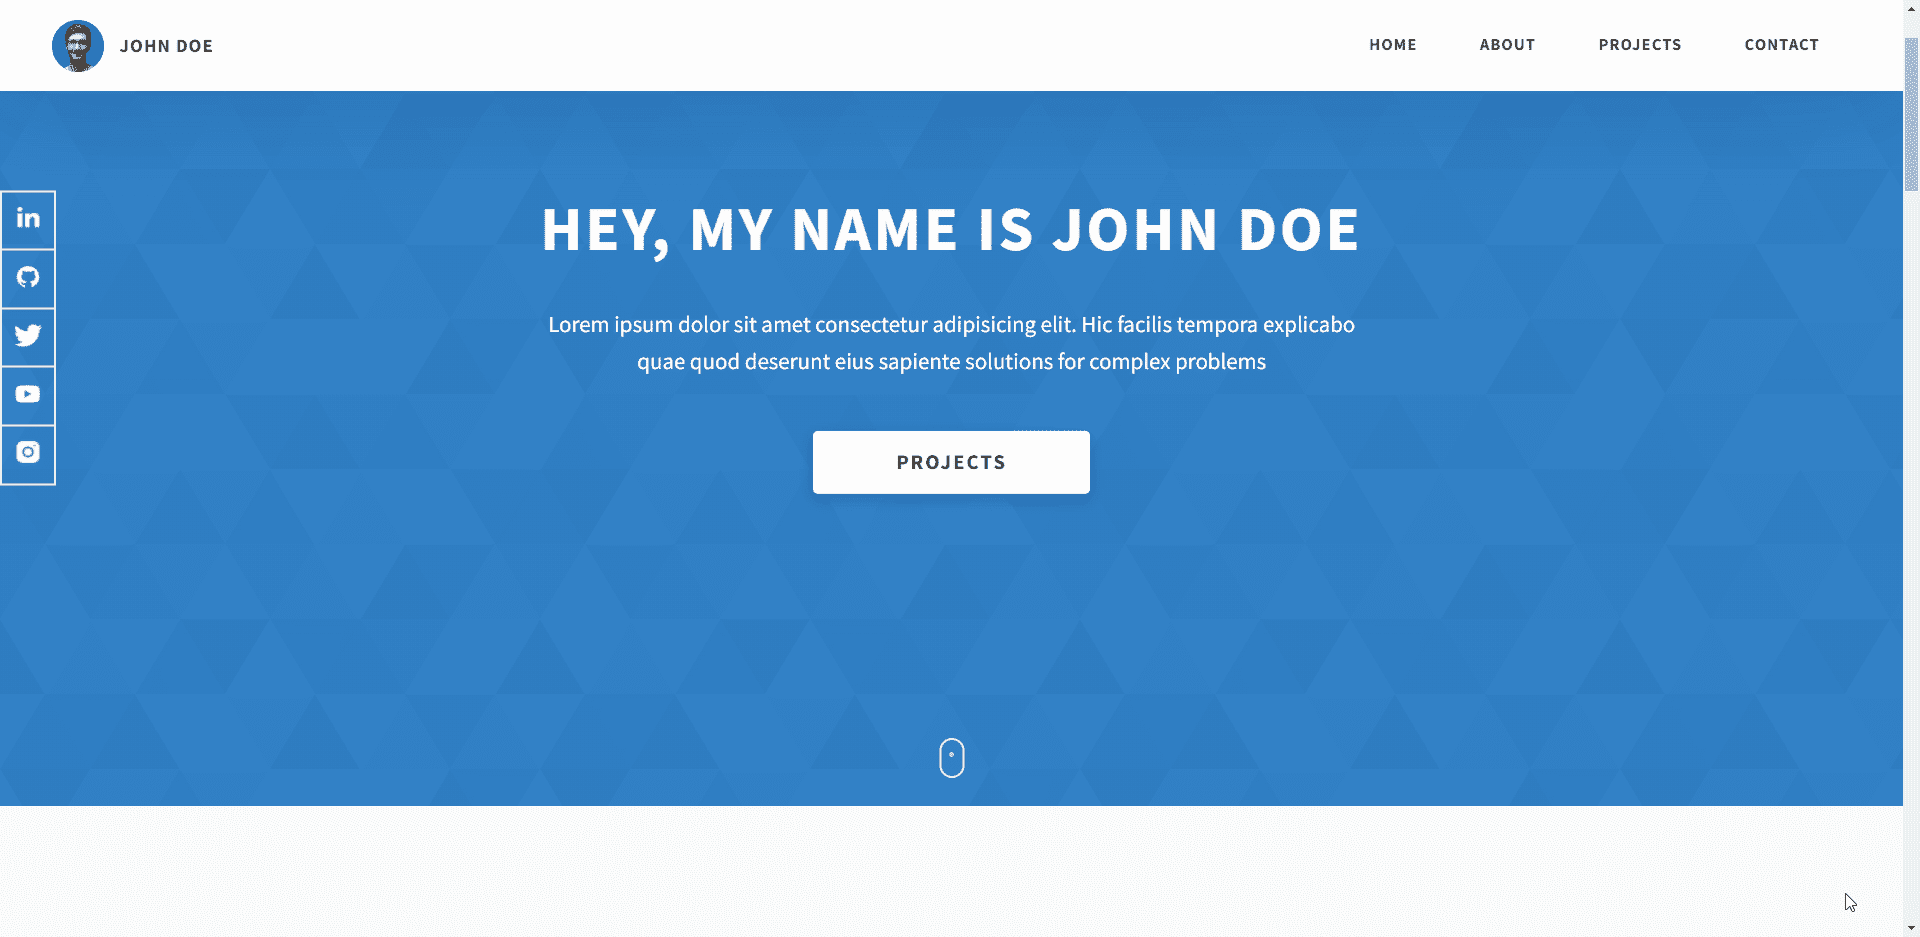 JOHN DOE
HOME ABOUT PROJECTS CONTACT
in
HEY, MY NAME IS JOHN DOE
Lorem ipsum dolor sit amet consectetur adipisicing elit. Hic facilis tempora explicabo
quae quod deserunt eius sapiente solutions for complex problems
PROJECTS